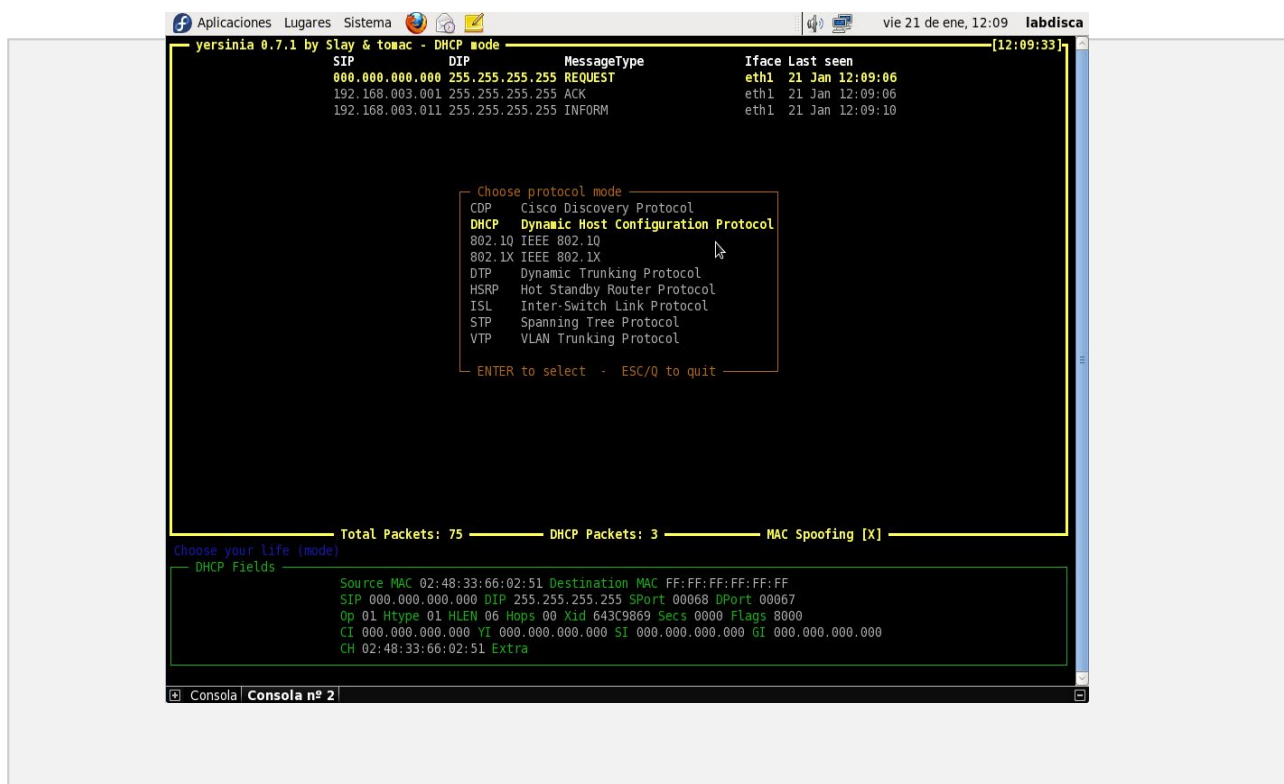 Aplicaciones Lugares Sistema vie 21 de ene, 12:09 labdisca
yersinia 0.7.1 by Slay & tomac - DHCP mode [12:09:33]
SIP DIP MessageType Iface Last seen
000.000.000.000 255.255.255.255 REQUEST eth1 21 Jan 12:09:06
192.168.003.001 255.255.255.255 ACK eth1 21 Jan 12:09:06
192.168.003.011 255.255.255.255 INFORM eth1 21 Jan 12:09:10
Choose protocol mode
CDP Cisco Discovery Protocol
DHCP Dynamic Host Configuration Protocol
802.1Q IEEE 802.1Q
802.1X IEEE 802.1X
DTP Dynamic Trunking Protocol
HSRP Hot Standby Router Protocol
ISL Inter-Switch Link Protocol
STP Spanning Tree Protocol
VTP VLAN Trunking Protocol
ENTER to select - ESC/Q to quit
Total Packets: 75 DHCP Packets: 3 MAC Spoofing [X]
Choose your life (mode)
DHCP Fields
Source MAC 02:48:33:66:02:51 Destination MAC FF:FF:FF:FF:FF:FF
SIP 000.000.000.000 DIP 255.255.255.255 SPort 00068 DPort 00067
Op 01 Htype 01 HLEN 06 Hops 00 Xid 643C9869 Secs 0000 Flags 8000
CI 000.000.000.000 YI 000.000.000.000 SI 000.000.000.000 GI 000.000.000.000
CH 02:48:33:66:02:51 Extra
Consola Consola nº 2